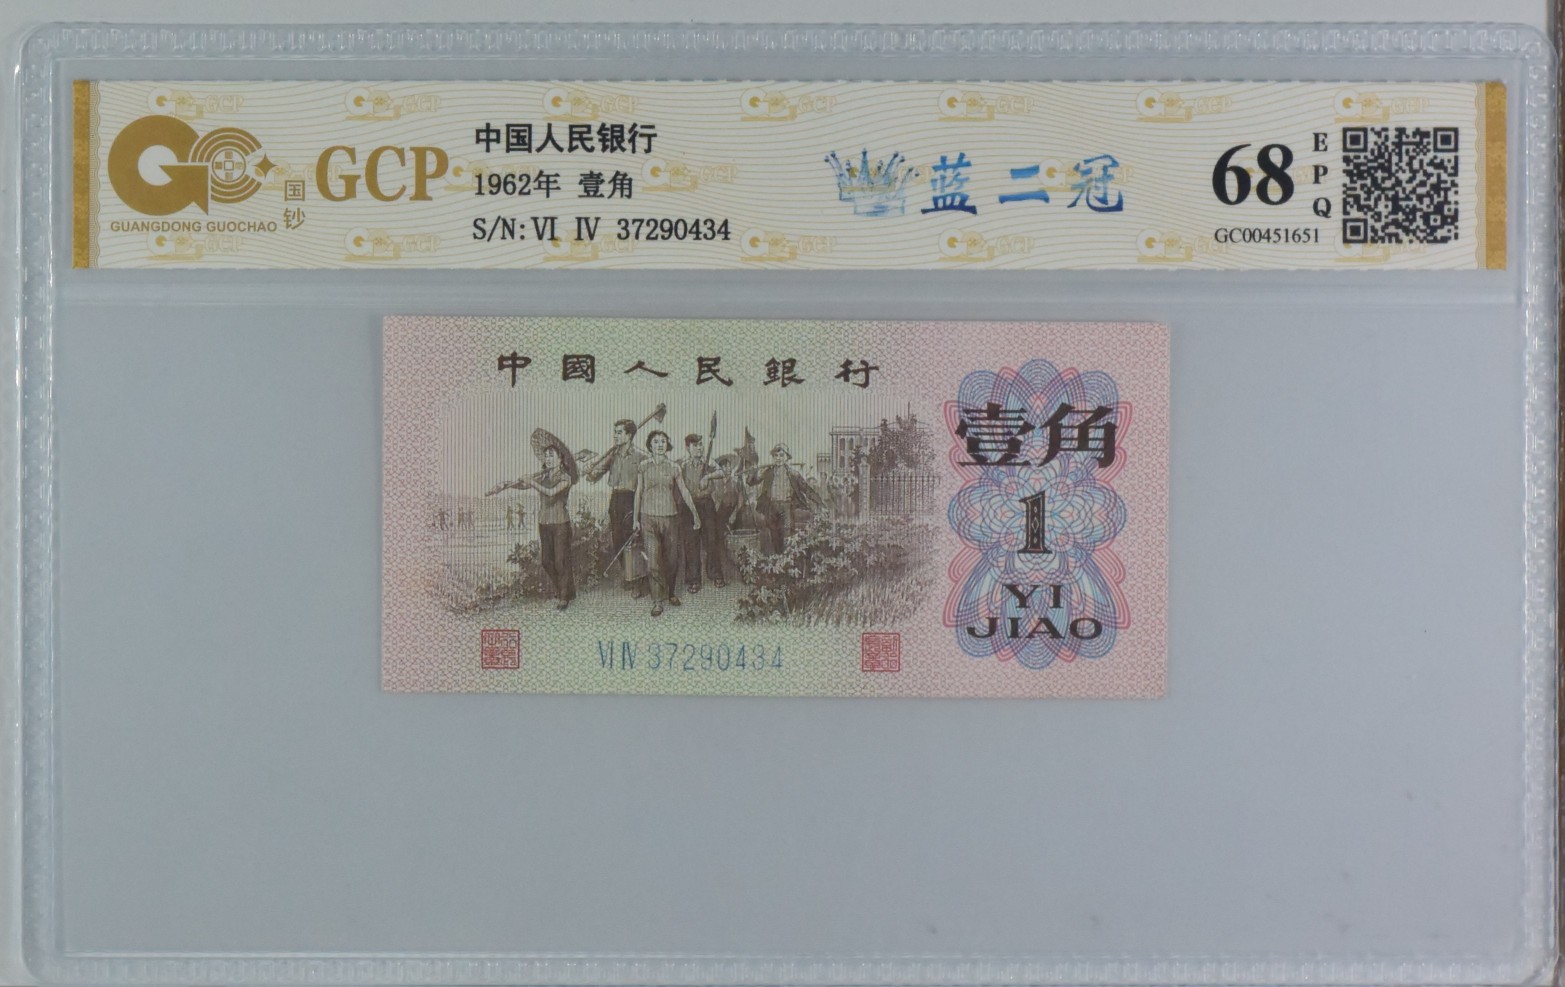 GCP
国钞
GUANGDONG GUOCHAO
中国人民银行
1962年 壹角
S/N: VI IV 37290434
蓝二冠
68
EPQ
GC00451651
中國人民銀行
壹角
1
YI
JIAO
VI IV 37290434